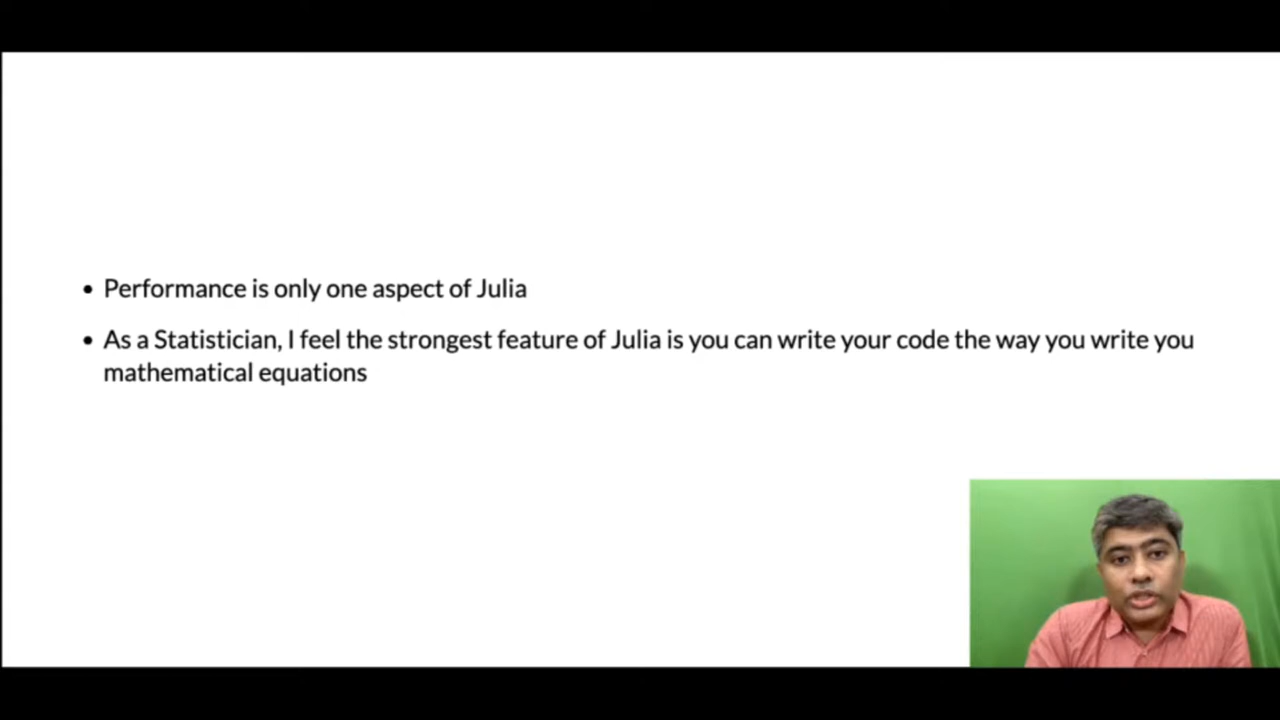 • Performance is only one aspect of Julia
• As a Statistician, I feel the strongest feature of Julia is you can write your code the way you write you
mathematical equations